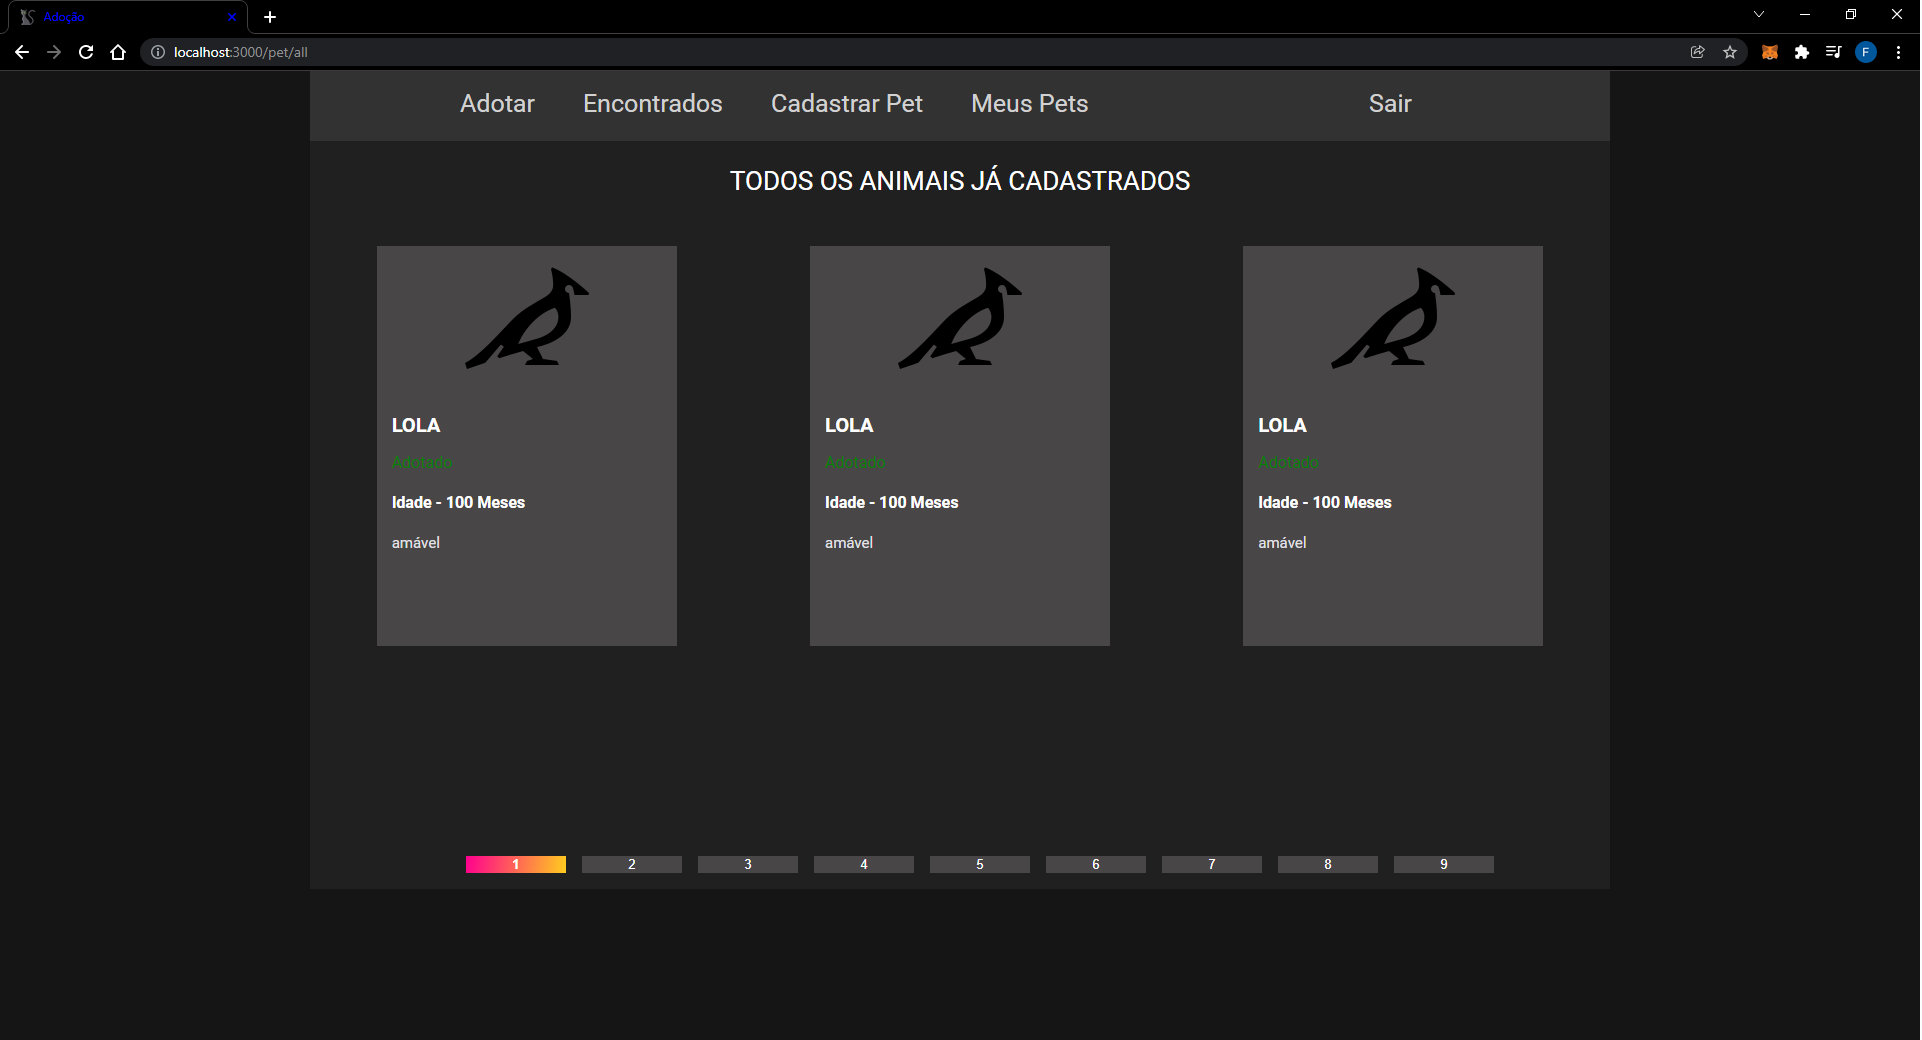 Adoção
localhost:3000/pet/all
F
Adotar Encontrados Cadastrar Pet Meus Pets Sair
TODOS OS ANIMAIS JÁ CADASTRADOS
LOLA
Adotado
Idade - 100 Meses
amável
LOLA
Adotado
Idade - 100 Meses
amável
LOLA
Adotado
Idade - 100 Meses
amável
1 2 3 4 5 6 7 8 9